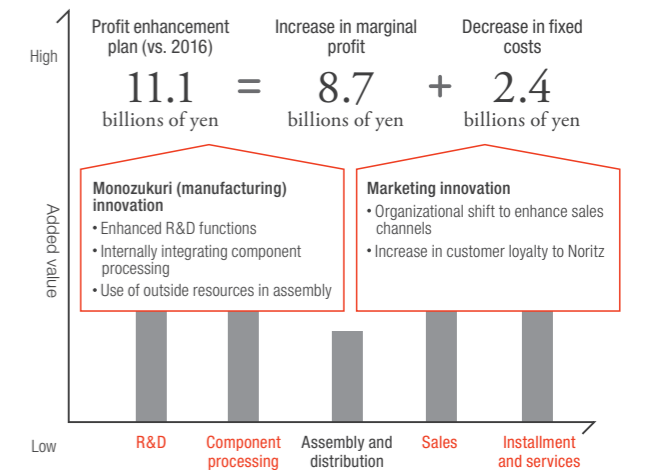 High
Profit enhancement
plan (vs. 2016)
11.1
billions of yen
=
Increase in marginal
profit
8.7
billions of yen
+
Decrease in fixed
costs
2.4
billions of yen
Added value
Monozukuri (manufacturing)
innovation
• Enhanced R&D functions
• Internally integrating component
processing
• Use of outside resources in assembly
Marketing innovation
• Organizational shift to enhance sales
channels
• Increase in customer loyalty to Noritz
Low
R&D
Component
processing
Assembly and
distribution
Sales
Installment
and services